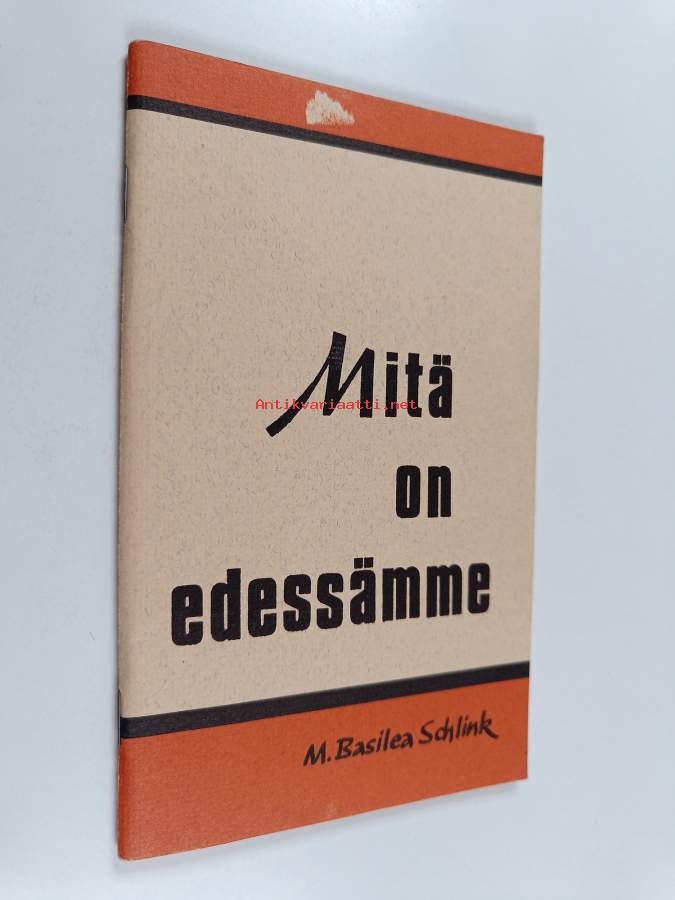 Mitä
Antikvariaatti.net
on
edessämme
M. Basilea Schlink